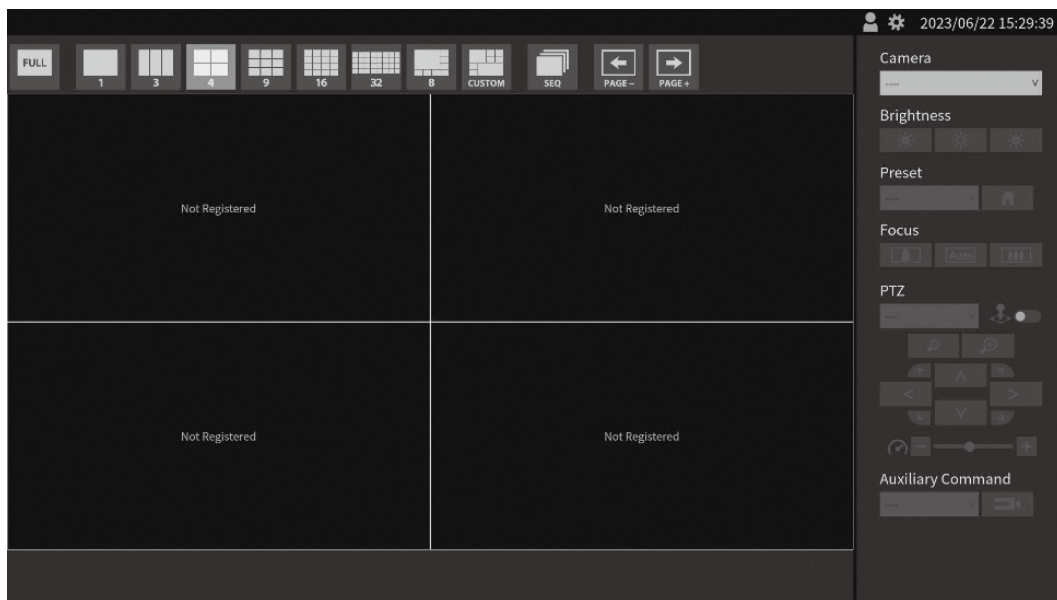 2023/06/22 15:29:39
FULL
1
3
4
9
16
32
8
CUSTOM
SEQ
PAGE−
PAGE+
Not Registered
Not Registered
Not Registered
Not Registered
Camera
----
Brightness
Preset
----
Focus
Auto
PTZ
----
Auxiliary Command
----